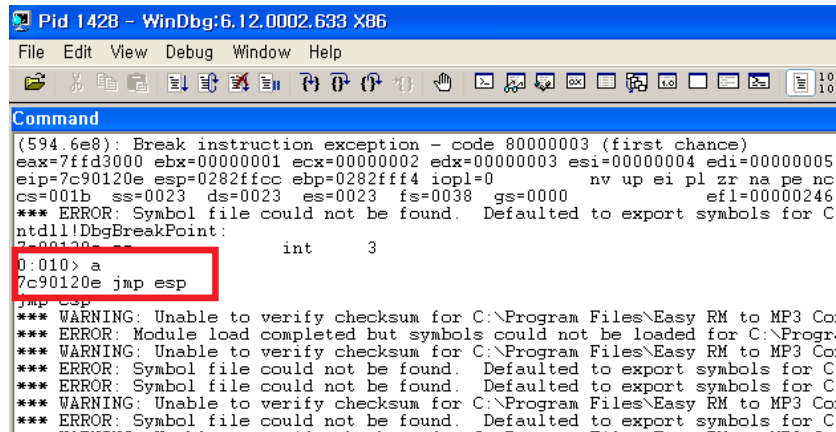 Pid 1428 - WinDbg:6.12.0002.633 X86
File Edit View Debug Window Help
Command
(594.6e8): Break instruction exception - code 80000003 (first chance)
eax=7ffd3000 ebx=00000001 ecx=00000002 edx=00000003 esi=00000004 edi=00000005
eip=7c90120e esp=0282ffcc ebp=0282fff4 iopl=0 nv up ei pl zr na pe nc
cs=001b ss=0023 ds=0023 es=0023 fs=0038 gs=0000 efl=00000246
*** ERROR: Symbol file could not be found. Defaulted to export symbols for C
ntdll!DbgBreakPoint:
int 3
0:010> a
7c90120e jmp esp
jmp esp
*** WARNING: Unable to verify checksum for C:\Program Files\Easy RM to MP3 Co
*** ERROR: Module load completed but symbols could not be loaded for C:\Progr
*** WARNING: Unable to verify checksum for C:\Program Files\Easy RM to MP3 Co
*** ERROR: Symbol file could not be found. Defaulted to export symbols for C
*** ERROR: Symbol file could not be found. Defaulted to export symbols for C
*** WARNING: Unable to verify checksum for C:\Program Files\Easy RM to MP3 Co
*** ERROR: Symbol file could not be found. Defaulted to export symbols for C